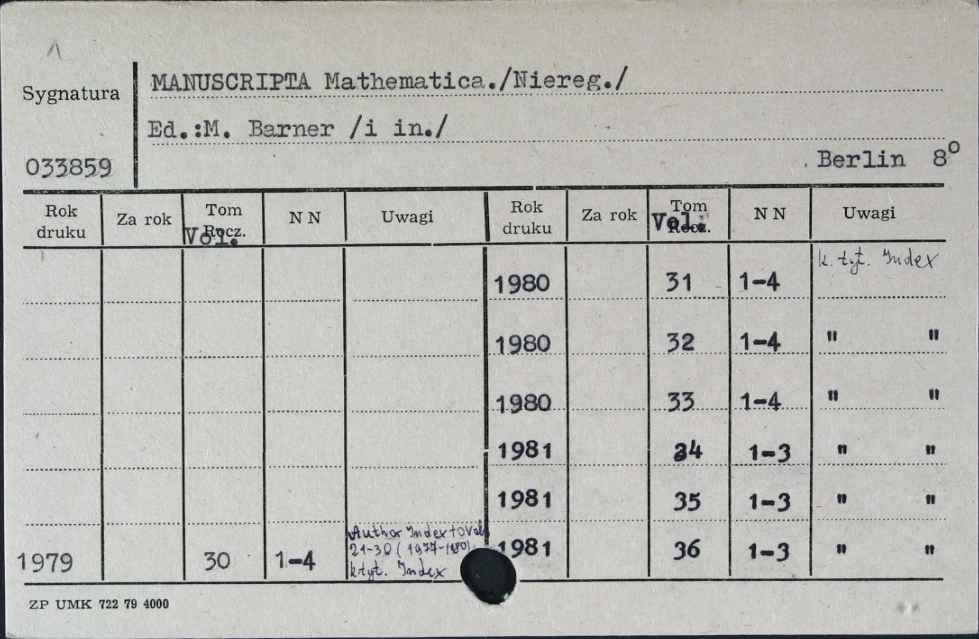 MANUSCRIPTA Mathematica./Niereg./
Sygnatura
Ed.:M. Barner /i in./
033859
Berlin 8°
Rok druku Za rok Tom Rocz. Vol. NN Uwagi Rok druku Za rok Tom Rocz. Vol. NN Uwagi
1980 31 1-4 k. tyt. Index
1980 32 1-4 " "
1980 33 1-4 " "
1981 34 1-3 " "
1981 35 1-3 " "
Author Index to Vol.
21-30 (1977-1980)
1979 30 1-4 k. tyt. Index 1981 36 1-3 " "
ZP UMK 722 79 4000